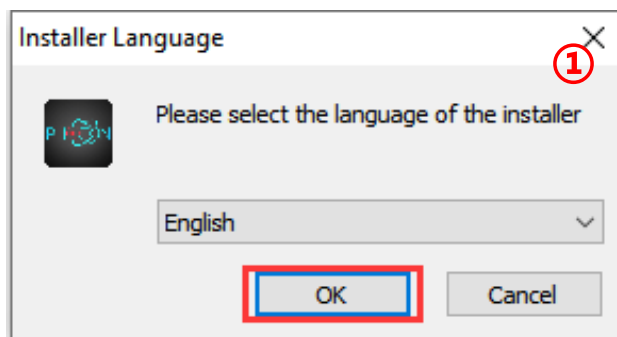 Installer Language
①
Please select the language of the installer
English
OK
Cancel